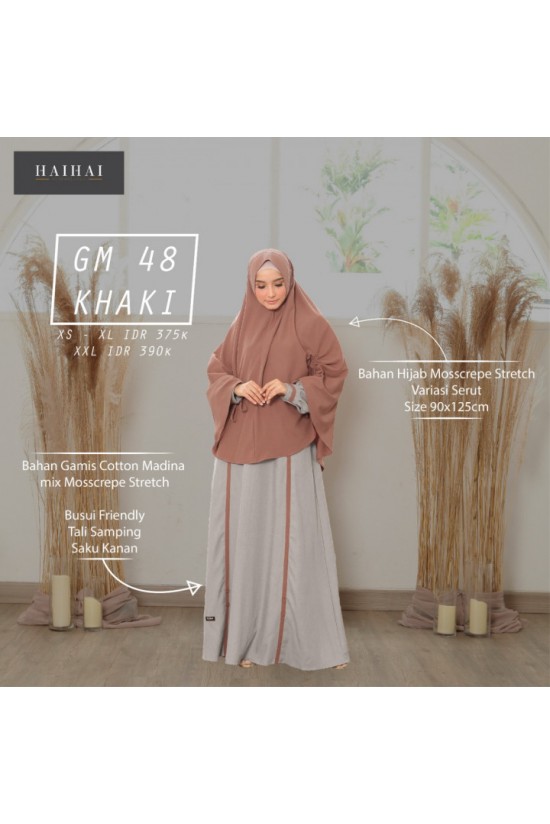 HAIHAI
GM 48
KHAKI
XS - XL IDR 375K
XXL IDR 390K
Bahan Hijab Mosscrepe Stretch
Variasi Serut
Size 90x125cm
Bahan Gamis Cotton Madina
mix Mosscrepe Stretch
Busui Friendly
Tali Samping
Saku Kanan